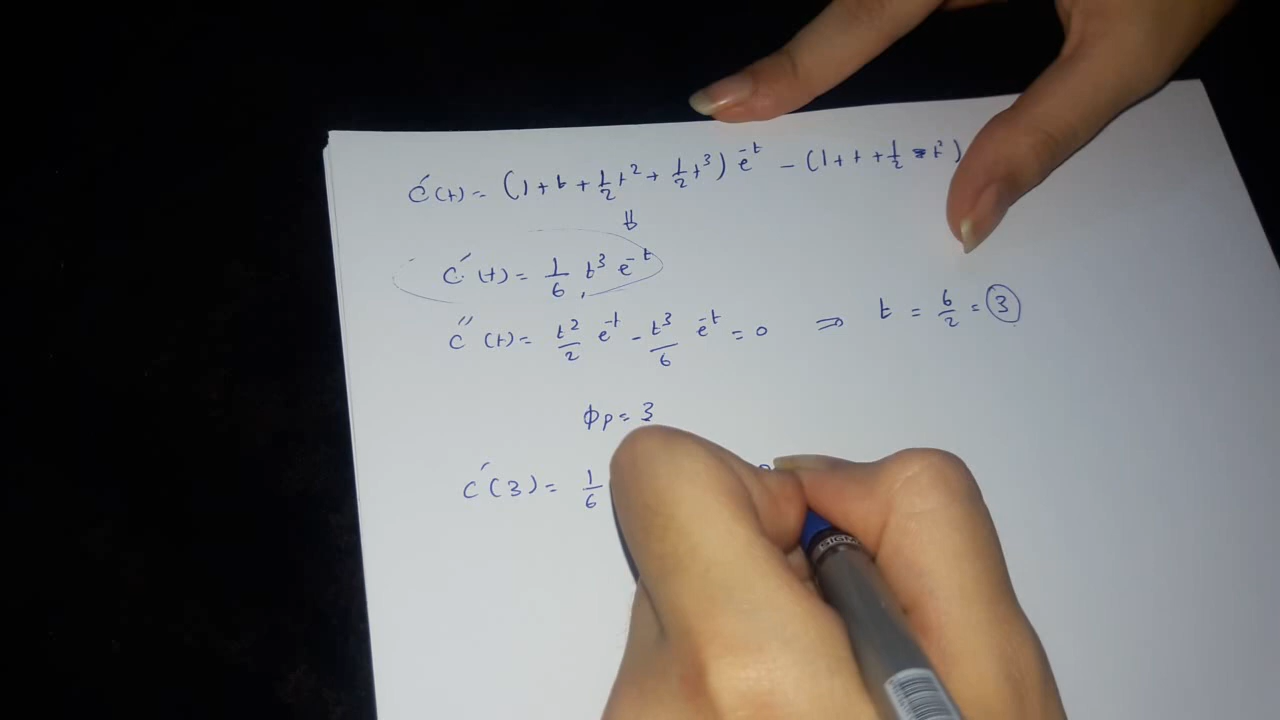 C′(t) = (1 + t + 1/2 t² + 1/2 t³) e^-t - (1 + t + 1/2 t²)
⇓
C′(t) = 1/6 t³ e^-t
C″(t) = t²/2 e^-t - t³/6 e^-t = 0 ⇒ t = 6/2 = 3
ϕp = 3
C′(3) = 1/6
SIGN